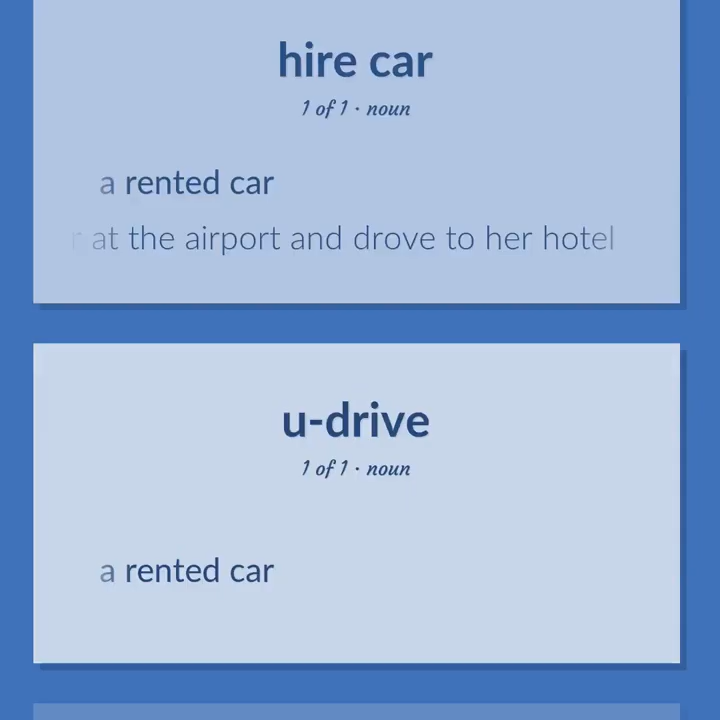 hire car
1 of 1 · noun
a rented car
at the airport and drove to her hotel
u-drive
1 of 1 · noun
a rented car